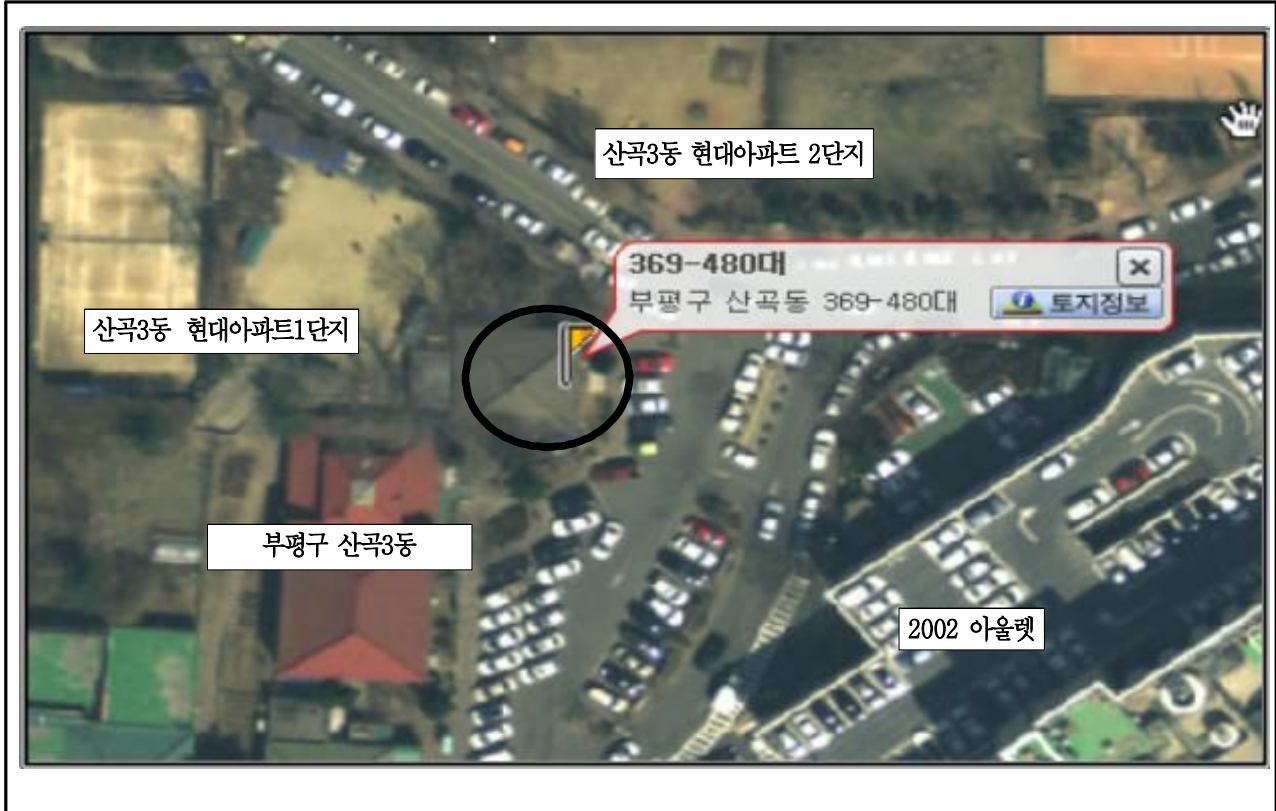 산곡3동 현대아파트 2단지
369-480대
부평구 산곡동 369-480대
토지정보
산곡3동 현대아파트1단지
부평구 산곡3동
2002 아울렛